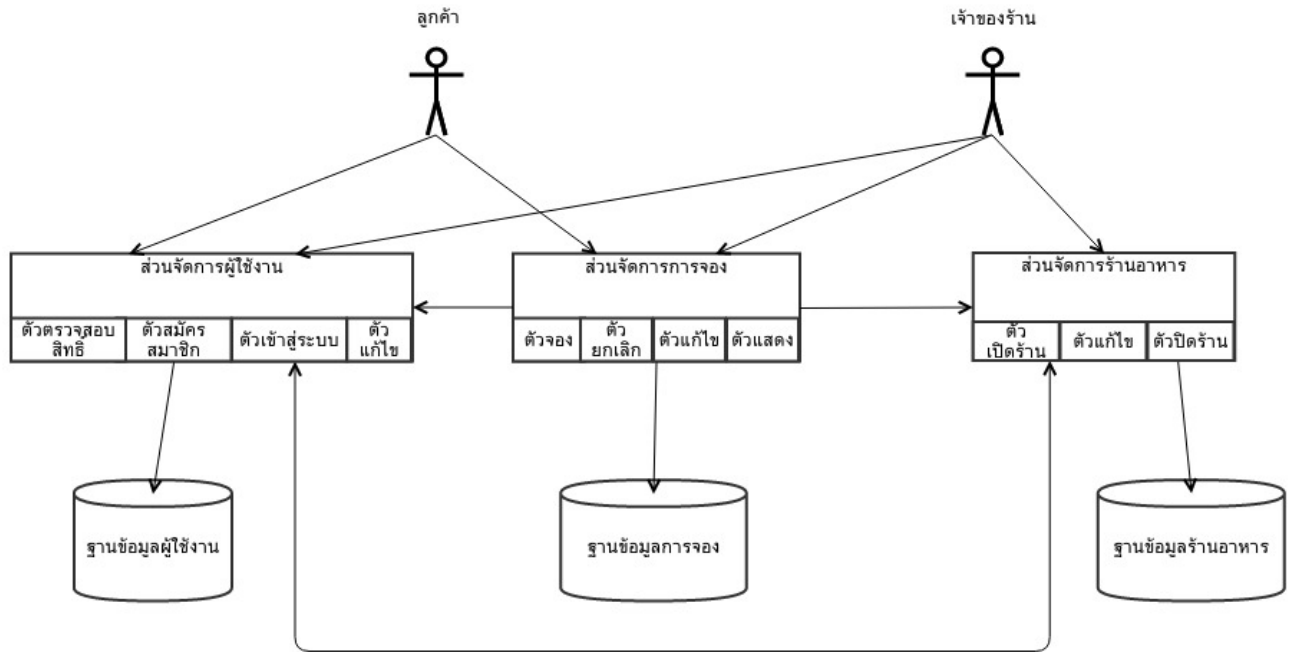 ลูกค้า
เจ้าของร้าน
ส่วนจัดการผู้ใช้งาน
ส่วนจัดการการจอง
ส่วนจัดการร้านอาหาร
ตัวตรวจสอบ
สิทธิ์
ตัวสมัคร
สมาชิก
ตัวเข้าสู่ระบบ
ตัว
แก้ไข
ตัวจอง
ตัว
ยกเลิก
ตัวแก้ไข
ตัวแสดง
ตัว
เปิดร้าน
ตัวแก้ไข
ตัวปิดร้าน
ฐานข้อมูลผู้ใช้งาน
ฐานข้อมูลการจอง
ฐานข้อมูลร้านอาหาร